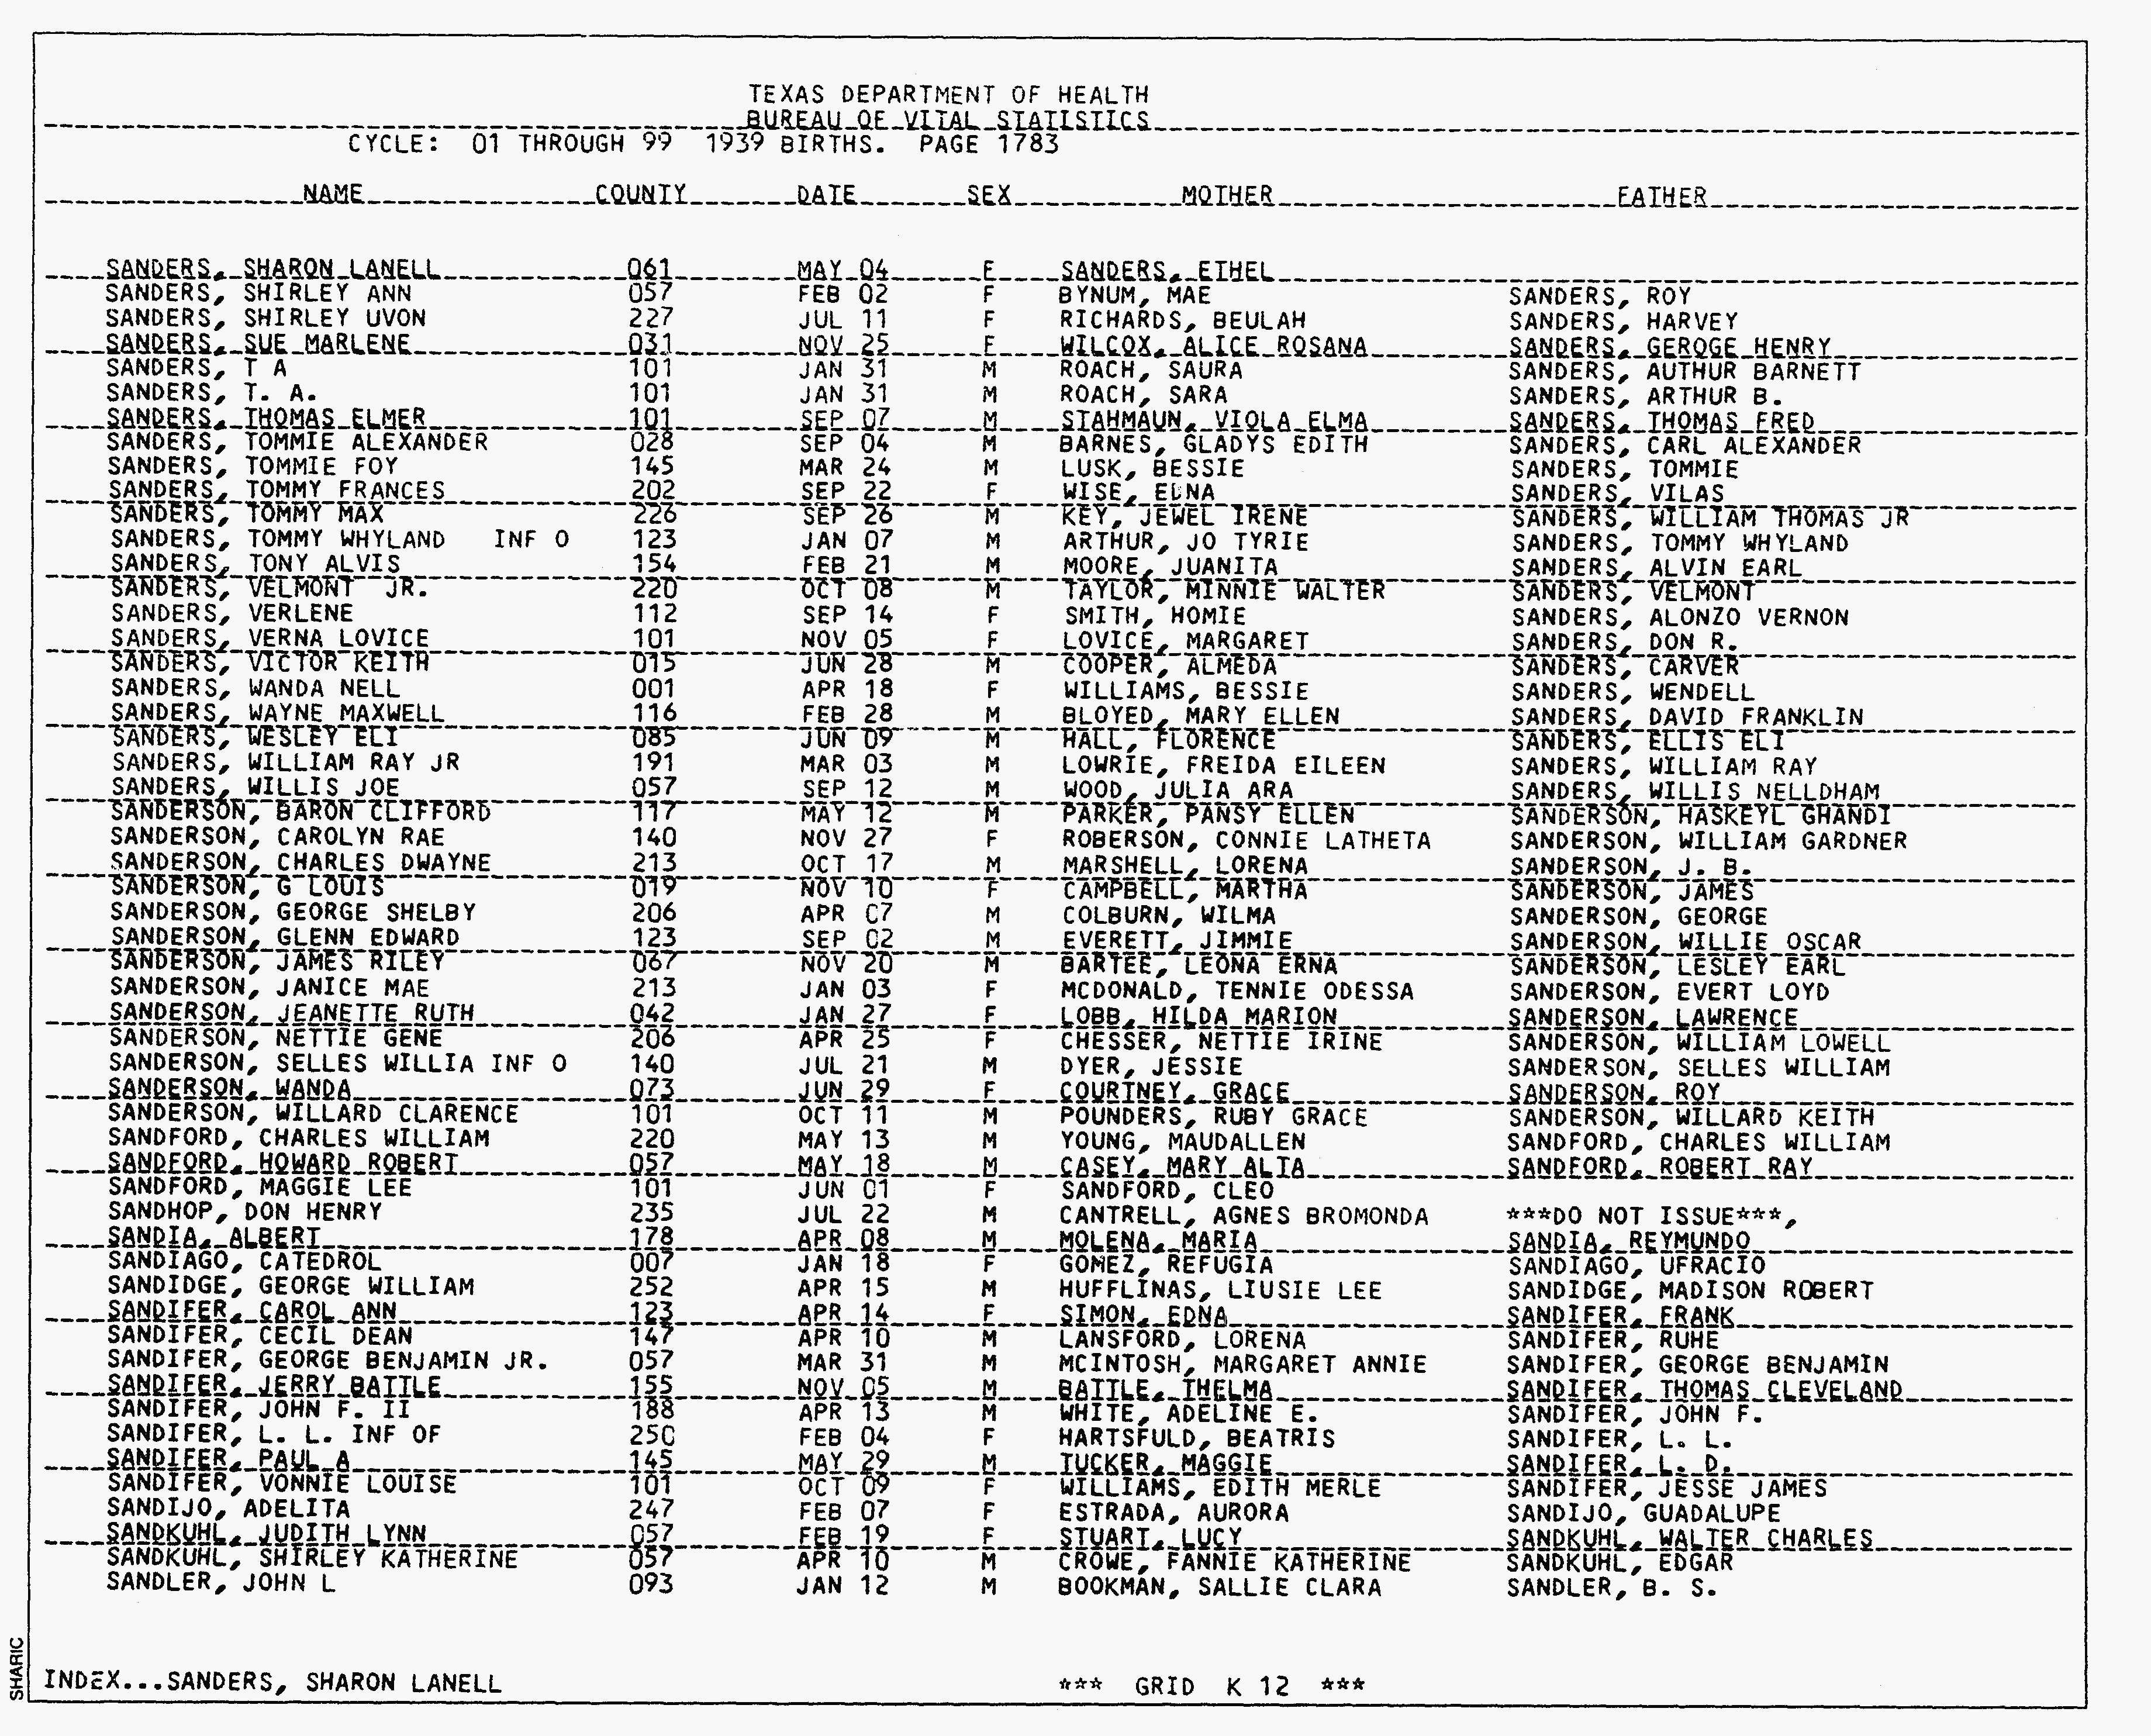 TEXAS DEPARTMENT OF HEALTH
BUREAU OF VITAL STATISTICS
CYCLE: 01 THROUGH 99 1939 BIRTHS. PAGE 1783
NAME COUNTY DATE SEX MOTHER FATHER
SANDERS, SHARON LANELL 061 MAY 04 F SANDERS, ETHEL
SANDERS, SHIRLEY ANN 057 FEB 02 F BYNUM, MAE SANDERS, ROY
SANDERS, SHIRLEY UVON 227 JUL 11 F RICHARDS, BEULAH SANDERS, HARVEY
SANDERS, SUE MARLENE 031 NOV 25 F WILCOX, ALICE ROSANA SANDERS, GEROGE HENRY
SANDERS, T A 101 JAN 31 M ROACH, SAURA SANDERS, AUTHUR BARNETT
SANDERS, T. A. 101 JAN 31 M ROACH, SARA SANDERS, ARTHUR B.
SANDERS, THOMAS ELMER 101 SEP 07 M STAHMAUN, VIOLA ELMA SANDERS, THOMAS FRED
SANDERS, TOMMIE ALEXANDER 028 SEP 04 M BARNES, GLADYS EDITH SANDERS, CARL ALEXANDER
SANDERS, TOMMIE FOY 145 MAR 24 M LUSK, BESSIE SANDERS, TOMMIE
SANDERS, TOMMY FRANCES 202 SEP 22 F WISE, EDNA SANDERS, VILAS
SANDERS, TOMMY MAX 226 SEP 26 M KEY, JEWEL IRENE SANDERS, WILLIAM THOMAS JR
SANDERS, TOMMY WHYLAND INF O 123 JAN 07 M ARTHUR, JO TYRIE SANDERS, TOMMY WHYLAND
SANDERS, TONY ALVIS 154 FEB 21 M MOORE, JUANITA SANDERS, ALVIN EARL
SANDERS, VELMONT JR. 220 OCT 08 M TAYLOR, MINNIE WALTER SANDERS, VELMONT
SANDERS, VERLENE 112 SEP 14 F SMITH, HOMIE SANDERS, ALONZO VERNON
SANDERS, VERNA LOVICE 101 NOV 05 F LOVICE, MARGARET SANDERS, DON R.
SANDERS, VICTOR KEITH 015 JUN 28 M COOPER, ALMEDA SANDERS, CARVER
SANDERS, WANDA NELL 001 APR 18 F WILLIAMS, BESSIE SANDERS, WENDELL
SANDERS, WAYNE MAXWELL 116 FEB 28 M BLOYED, MARY ELLEN SANDERS, DAVID FRANKLIN
SANDERS, WESLEY ELI 085 JUN 09 M HALL, FLORENCE SANDERS, ELLIS ELI
SANDERS, WILLIAM RAY JR 191 MAR 03 M LOWRIE, FREIDA EILEEN SANDERS, WILLIAM RAY
SANDERS, WILLIS JOE 057 SEP 12 M WOOD, JULIA ARA SANDERS, WILLIS NELLDHAM
SANDERSON, BARON CLIFFORD 117 MAY 12 M PARKER, PANSY ELLEN SANDERSON, HASKEYL GHANDI
SANDERSON, CAROLYN RAE 140 NOV 27 F ROBERSON, CONNIE LATHETA SANDERSON, WILLIAM GARDNER
SANDERSON, CHARLES DWAYNE 213 OCT 17 M MARSHELL, LORENA SANDERSON, J. B.
SANDERSON, G LOUIS 019 NOV 10 F CAMPBELL, MARTHA SANDERSON, JAMES
SANDERSON, GEORGE SHELBY 206 APR 07 M COLBURN, WILMA SANDERSON, GEORGE
SANDERSON, GLENN EDWARD 123 SEP 02 M EVERETT, JIMMIE SANDERSON, WILLIE OSCAR
SANDERSON, JAMES RILEY 067 NOV 20 M BARTEE, LEONA ERNA SANDERSON, LESLEY EARL
SANDERSON, JANICE MAE 213 JAN 03 F MCDONALD, TENNIE ODESSA SANDERSON, EVERT LOYD
SANDERSON, JEANETTE RUTH 042 JAN 27 F LOBB, HILDA MARION SANDERSON, LAWRENCE
SANDERSON, NETTIE GENE 206 APR 25 F CHESSER, NETTIE IRINE SANDERSON, WILLIAM LOWELL
SANDERSON, SELLES WILLIA INF O 140 JUL 21 M DYER, JESSIE SANDERSON, SELLES WILLIAM
SANDERSON, WANDA 073 JUN 29 F COURTNEY, GRACE SANDERSON, ROY
SANDERSON, WILLARD CLARENCE 101 OCT 11 M POUNDERS, RUBY GRACE SANDERSON, WILLARD KEITH
SANDFORD, CHARLES WILLIAM 220 MAY 13 M YOUNG, MAUDALLEN SANDFORD, CHARLES WILLIAM
SANDFORD, HOWARD ROBERT 057 MAY 18 M CASEY, MARY ALTA SANDFORD, ROBERT RAY
SANDFORD, MAGGIE LEE 101 JUN 01 F SANDFORD, CLEO
SANDHOP, DON HENRY 235 JUL 22 M CANTRELL, AGNES BROMONDA ***DO NOT ISSUE***,
SANDIA, ALBERT 178 APR 08 M MOLENA, MARIA SANDIA, REYMUNDO
SANDIAGO, CATEDROL 007 JAN 18 F GOMEZ, REFUGIA SANDIAGO, UFRACIO
SANDIDGE, GEORGE WILLIAM 252 APR 15 M HUFFLINAS, LIUSIE LEE SANDIDGE, MADISON ROBERT
SANDIFER, CAROL ANN 123 APR 14 F SIMON, EDNA SANDIFER, FRANK
SANDIFER, CECIL DEAN 147 APR 10 M LANSFORD, LORENA SANDIFER, RUHE
SANDIFER, GEORGE BENJAMIN JR. 057 MAR 31 M MCINTOSH, MARGARET ANNIE SANDIFER, GEORGE BENJAMIN
SANDIFER, JERRY BATTLE 155 NOV 05 M BATTLE, THELMA SANDIFER, THOMAS CLEVELAND
SANDIFER, JOHN F. II 188 APR 13 M WHITE, ADELINE E. SANDIFER, JOHN F.
SANDIFER, L. L. INF OF 250 FEB 04 F HARTSFULD, BEATRIS SANDIFER, L. L.
SANDIFER, PAUL A 145 MAY 29 M TUCKER, MAGGIE SANDIFER, L. D.
SANDIFER, VONNIE LOUISE 101 OCT 09 F WILLIAMS, EDITH MERLE SANDIFER, JESSE JAMES
SANDIJO, ADELITA 247 FEB 07 F ESTRADA, AURORA SANDIJO, GUADALUPE
SANDKUHL, JUDITH LYNN 057 FEB 19 F STUART, LUCY SANDKUHL, WALTER CHARLES
SANDKUHL, SHIRLEY KATHERINE 057 APR 10 M CROWE, FANNIE KATHERINE SANDKUHL, EDGAR
SANDLER, JOHN L 093 JAN 12 M BOOKMAN, SALLIE CLARA SANDLER, B. S.
INDEX...SANDERS, SHARON LANELL *** GRID K 12 ***
SHARIC